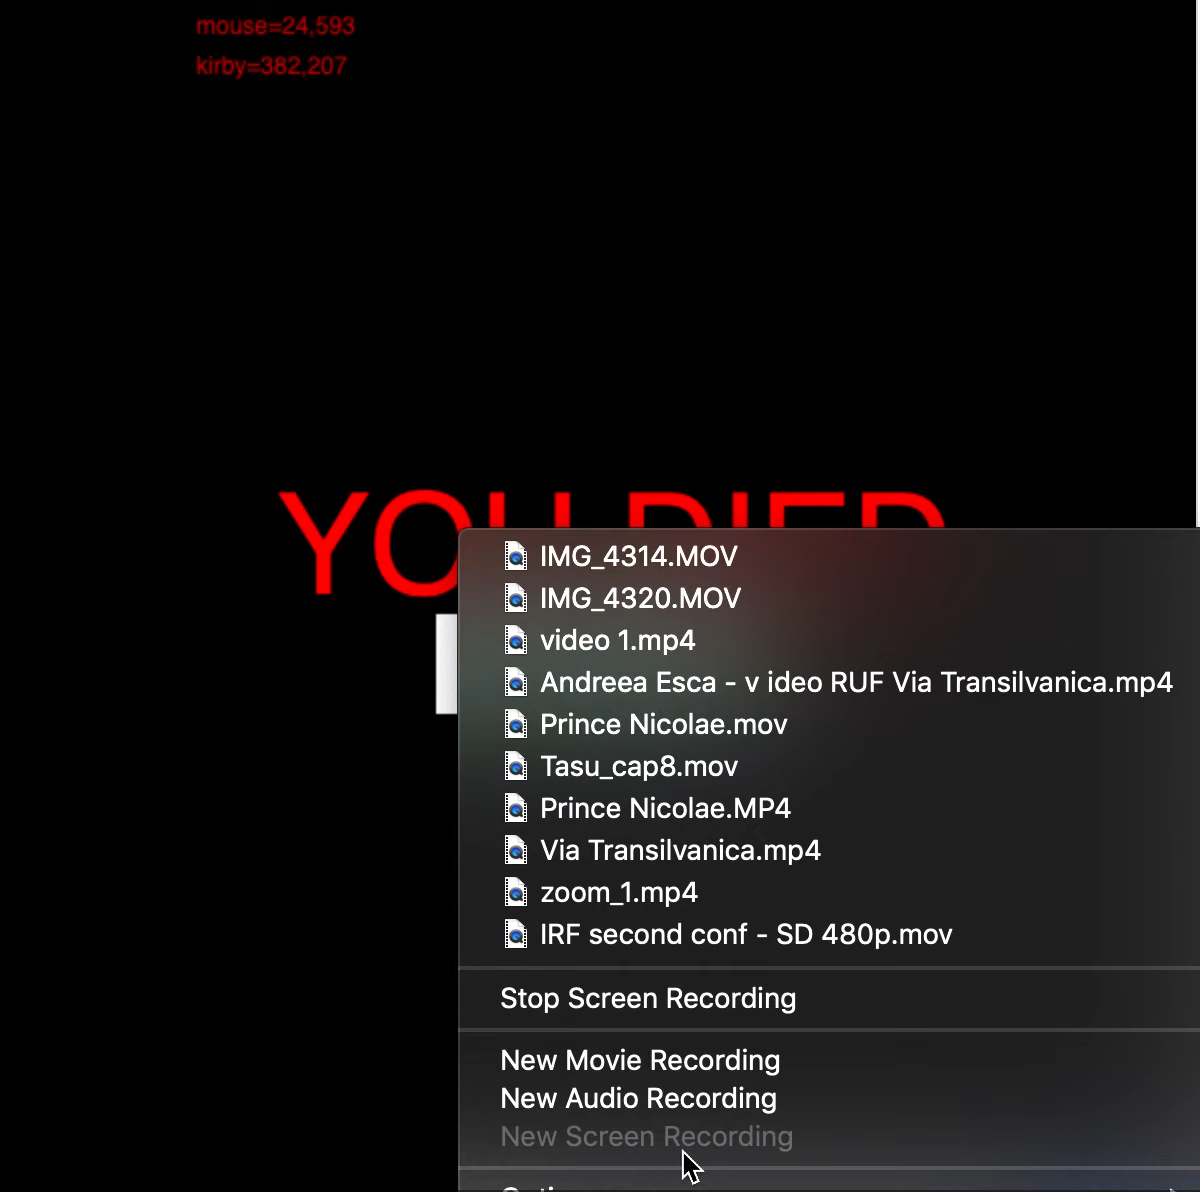 mouse=24,593
kirby=382,207
YOU DIED
IMG_4314.MOV
IMG_4320.MOV
video 1.mp4
Andreea Esca - v ideo RUF Via Transilvanica.mp4
Prince Nicolae.mov
Tasu_cap8.mov
Prince Nicolae.MP4
Via Transilvanica.mp4
zoom_1.mp4
IRF second conf - SD 480p.mov
Stop Screen Recording
New Movie Recording
New Audio Recording
New Screen Recording